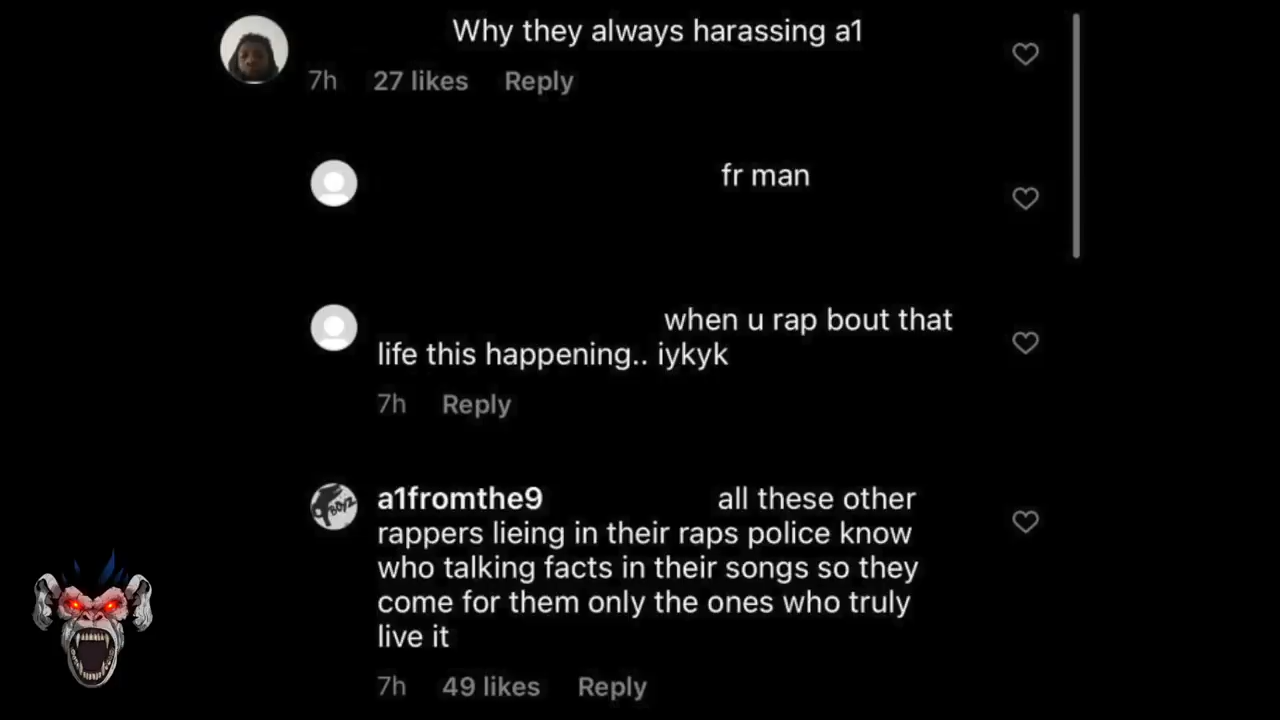 Why they always harassing a1
7h 27 likes Reply
fr man
when u rap bout that
life this happening.. iykyk
7h Reply
a1fromthe9 all these other
rappers lieing in their raps police know
who talking facts in their songs so they
come for them only the ones who truly
live it
7h 49 likes Reply